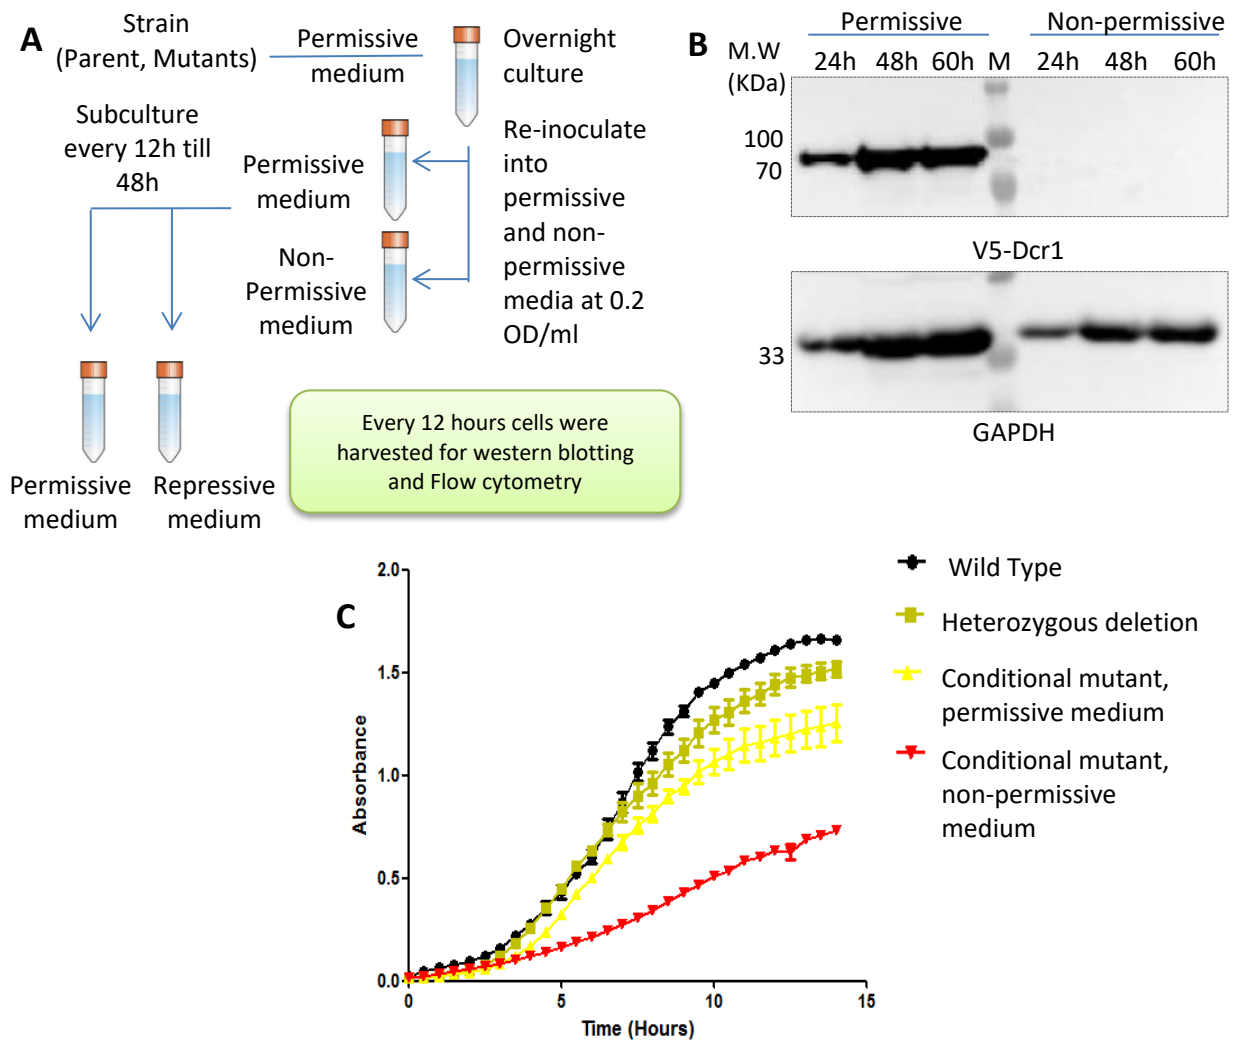 A
Strain
(Parent, Mutants)
Permissive
medium
Overnight
culture
Subculture
every 12h till
48h
Permissive
medium
Non-
Permissive
medium
Re-inoculate
into
permissive
and non-
permissive
media at 0.2
OD/ml
Permissive
medium
Repressive
medium
Every 12 hours cells were
harvested for western blotting
and Flow cytometry
B
Permissive
Non-permissive
M.W
(KDa)
24h 48h 60h M 24h 48h 60h
100
70
V5-Dcr1
33
GAPDH
C
2.0
1.5
1.0
0.5
0.0
Absorbance
0 5 10 15
Time (Hours)
Wild Type
Heterozygous deletion
Conditional mutant,
permissive medium
Conditional mutant,
non-permissive
medium